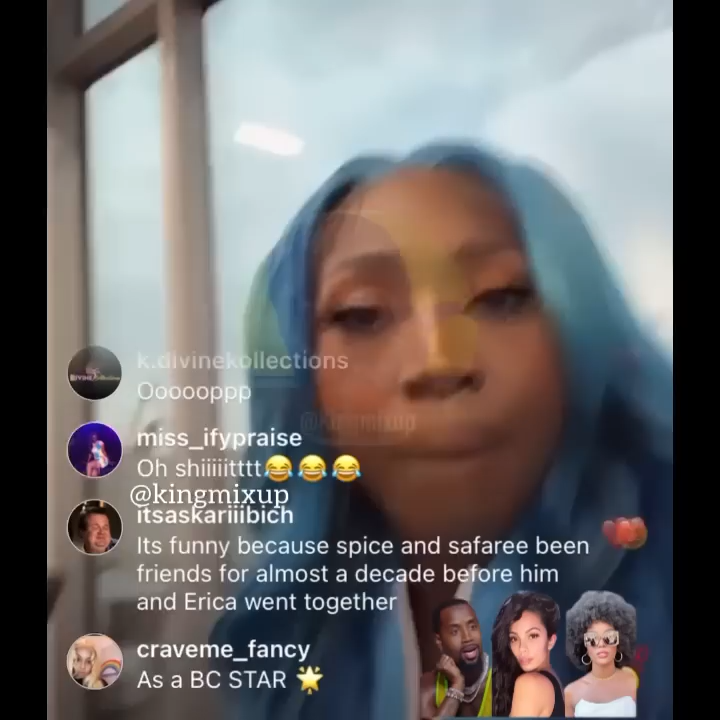 k.divinekollections
Oooooppp
@kingmixup
miss_ifypraise
Oh shiiiiitttt😂😂😂
@kingmixup
itsaskariiibich
Its funny because spice and safaree been
friends for almost a decade before him
and Erica went together
craveme_fancy
As a BC STAR 🌟